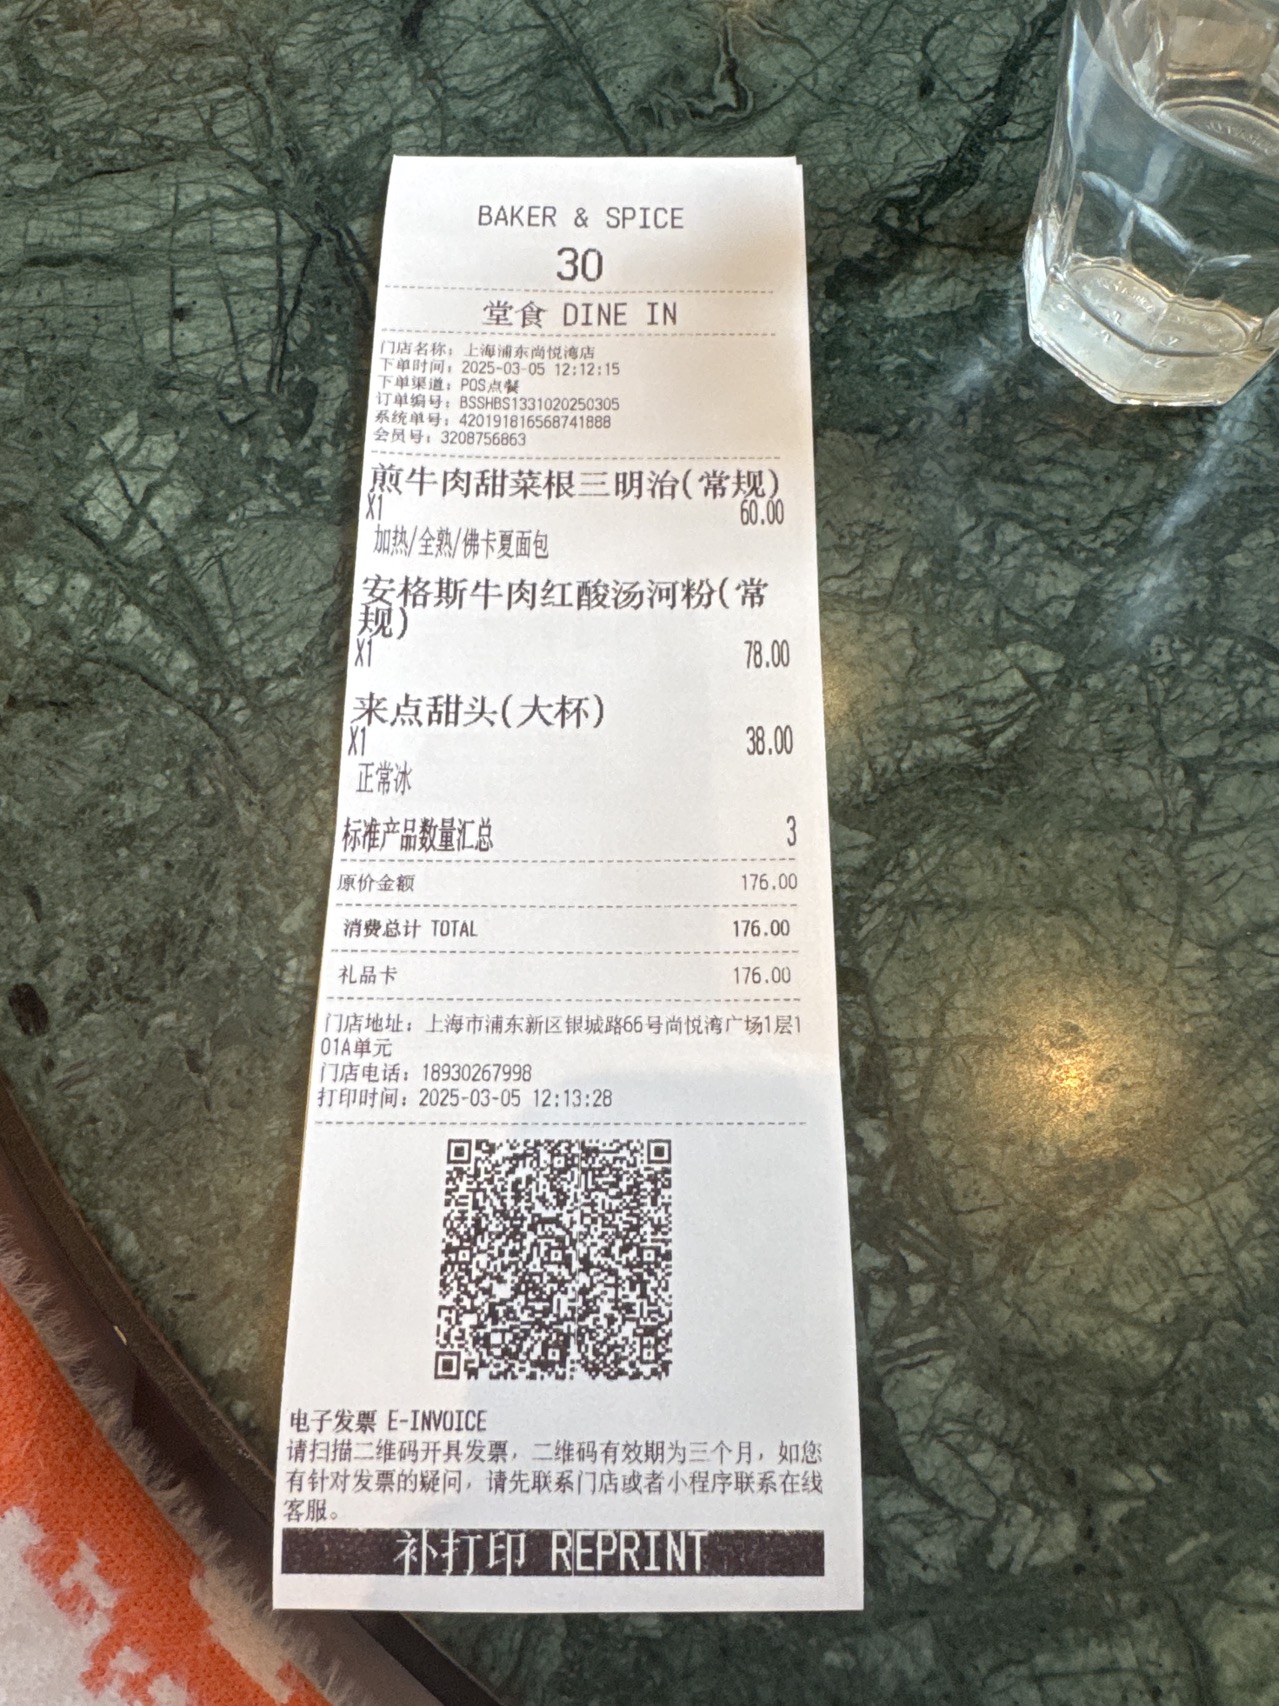 BAKER & SPICE
30
堂食 DINE IN
门店名称：上海浦东尚悦湾店
下单时间：2025-03-05 12:12:15
下单渠道：POS点餐
订单编号：BSSHBS1331020250305
系统单号：420191816568741888
会员号：3208756863
煎牛肉甜菜根三明治(常规)
X1 60.00
加热/全熟/佛卡夏面包
安格斯牛肉红酸汤河粉(常
规)
X1 78.00
来点甜头(大杯)
X1 38.00
正常冰
标准产品数量汇总 3
原价金额 176.00
消费总计 TOTAL 176.00
礼品卡 176.00
门店地址：上海市浦东新区银城路66号尚悦湾广场1层1
01A单元
门店电话：18930267998
打印时间：2025-03-05 12:13:28
电子发票 E-INVOICE
请扫描二维码开具发票，二维码有效期为三个月，如您
有针对发票的疑问，请先联系门店或者小程序联系在线
客服。
补打印 REPRINT